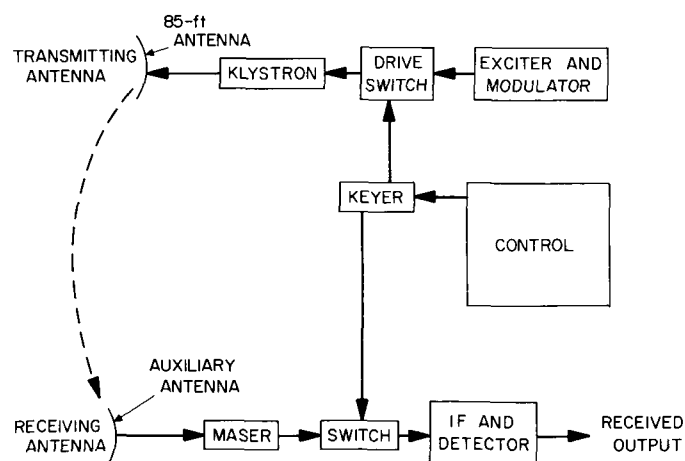 85-ft
ANTENNA
TRANSMITTING
ANTENNA
KLYSTRON
DRIVE
SWITCH
EXCITER AND
MODULATOR
KEYER
CONTROL
AUXILIARY
ANTENNA
RECEIVING
ANTENNA
MASER
SWITCH
IF AND
DETECTOR
RECEIVED
OUTPUT